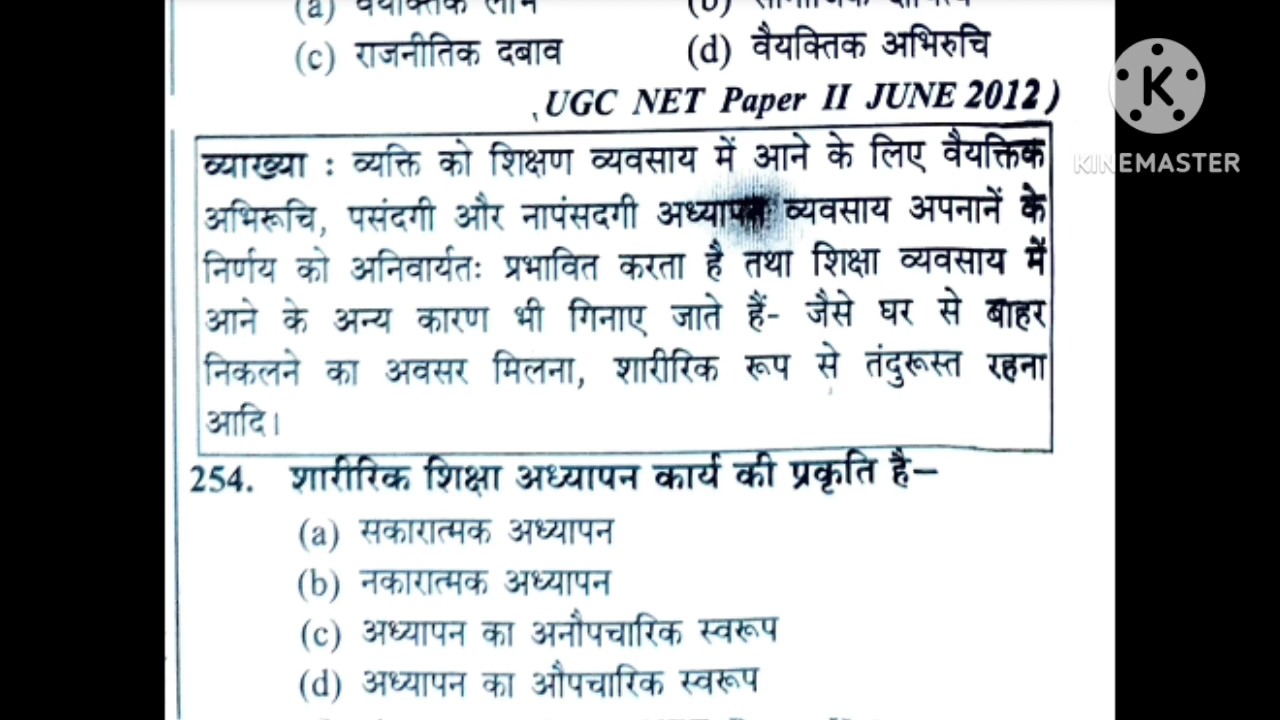 (a) वैयक्तिक लाभ (b) सामाजिक दायित्व
(c) राजनीतिक दबाव (d) वैयक्तिक अभिरुचि
UGC NET Paper II JUNE 2012)
K
KINEMASTER
व्याख्या : व्यक्ति को शिक्षण व्यवसाय में आने के लिए वैयक्तिक
अभिरूचि, पसंदगी और नापंसदगी अध्यापन व्यवसाय अपनानें के
निर्णय को अनिवार्यतः प्रभावित करता है तथा शिक्षा व्यवसाय में
आने के अन्य कारण भी गिनाए जाते हैं- जैसे घर से बाहर
निकलने का अवसर मिलना, शारीरिक रूप से तंदुरूस्त रहना
आदि।
254. शारीरिक शिक्षा अध्यापन कार्य की प्रकृति है–
(a) सकारात्मक अध्यापन
(b) नकारात्मक अध्यापन
(c) अध्यापन का अनौपचारिक स्वरूप
(d) अध्यापन का औपचारिक स्वरूप